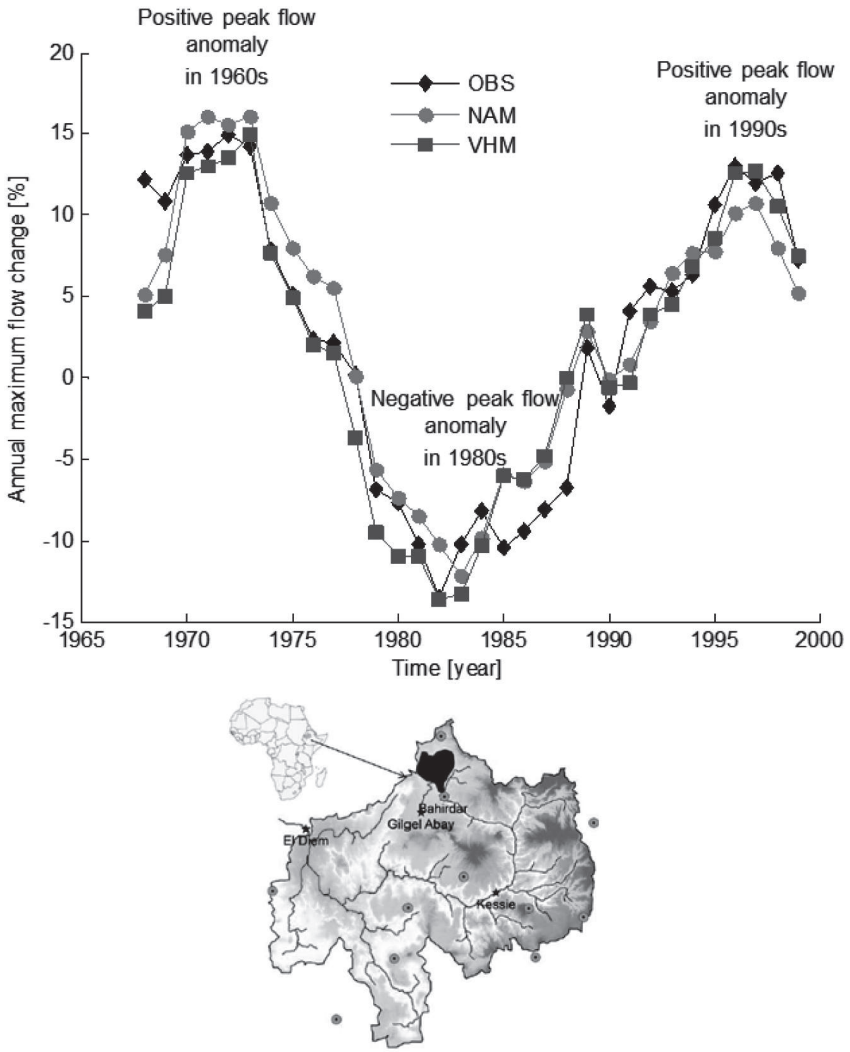 Positive peak flow
anomaly
in 1960s
Positive peak flow
anomaly
in 1990s
OBS
NAM
VHM
Negative peak flow
anomaly
in 1980s
Annual maximum flow change [%]
20
15
10
5
0
-5
-10
-15
1965 1970 1975 1980 1985 1990 1995 2000
Time [year]
Bahirdar
Gilgel Abay
El Diem
Kessie